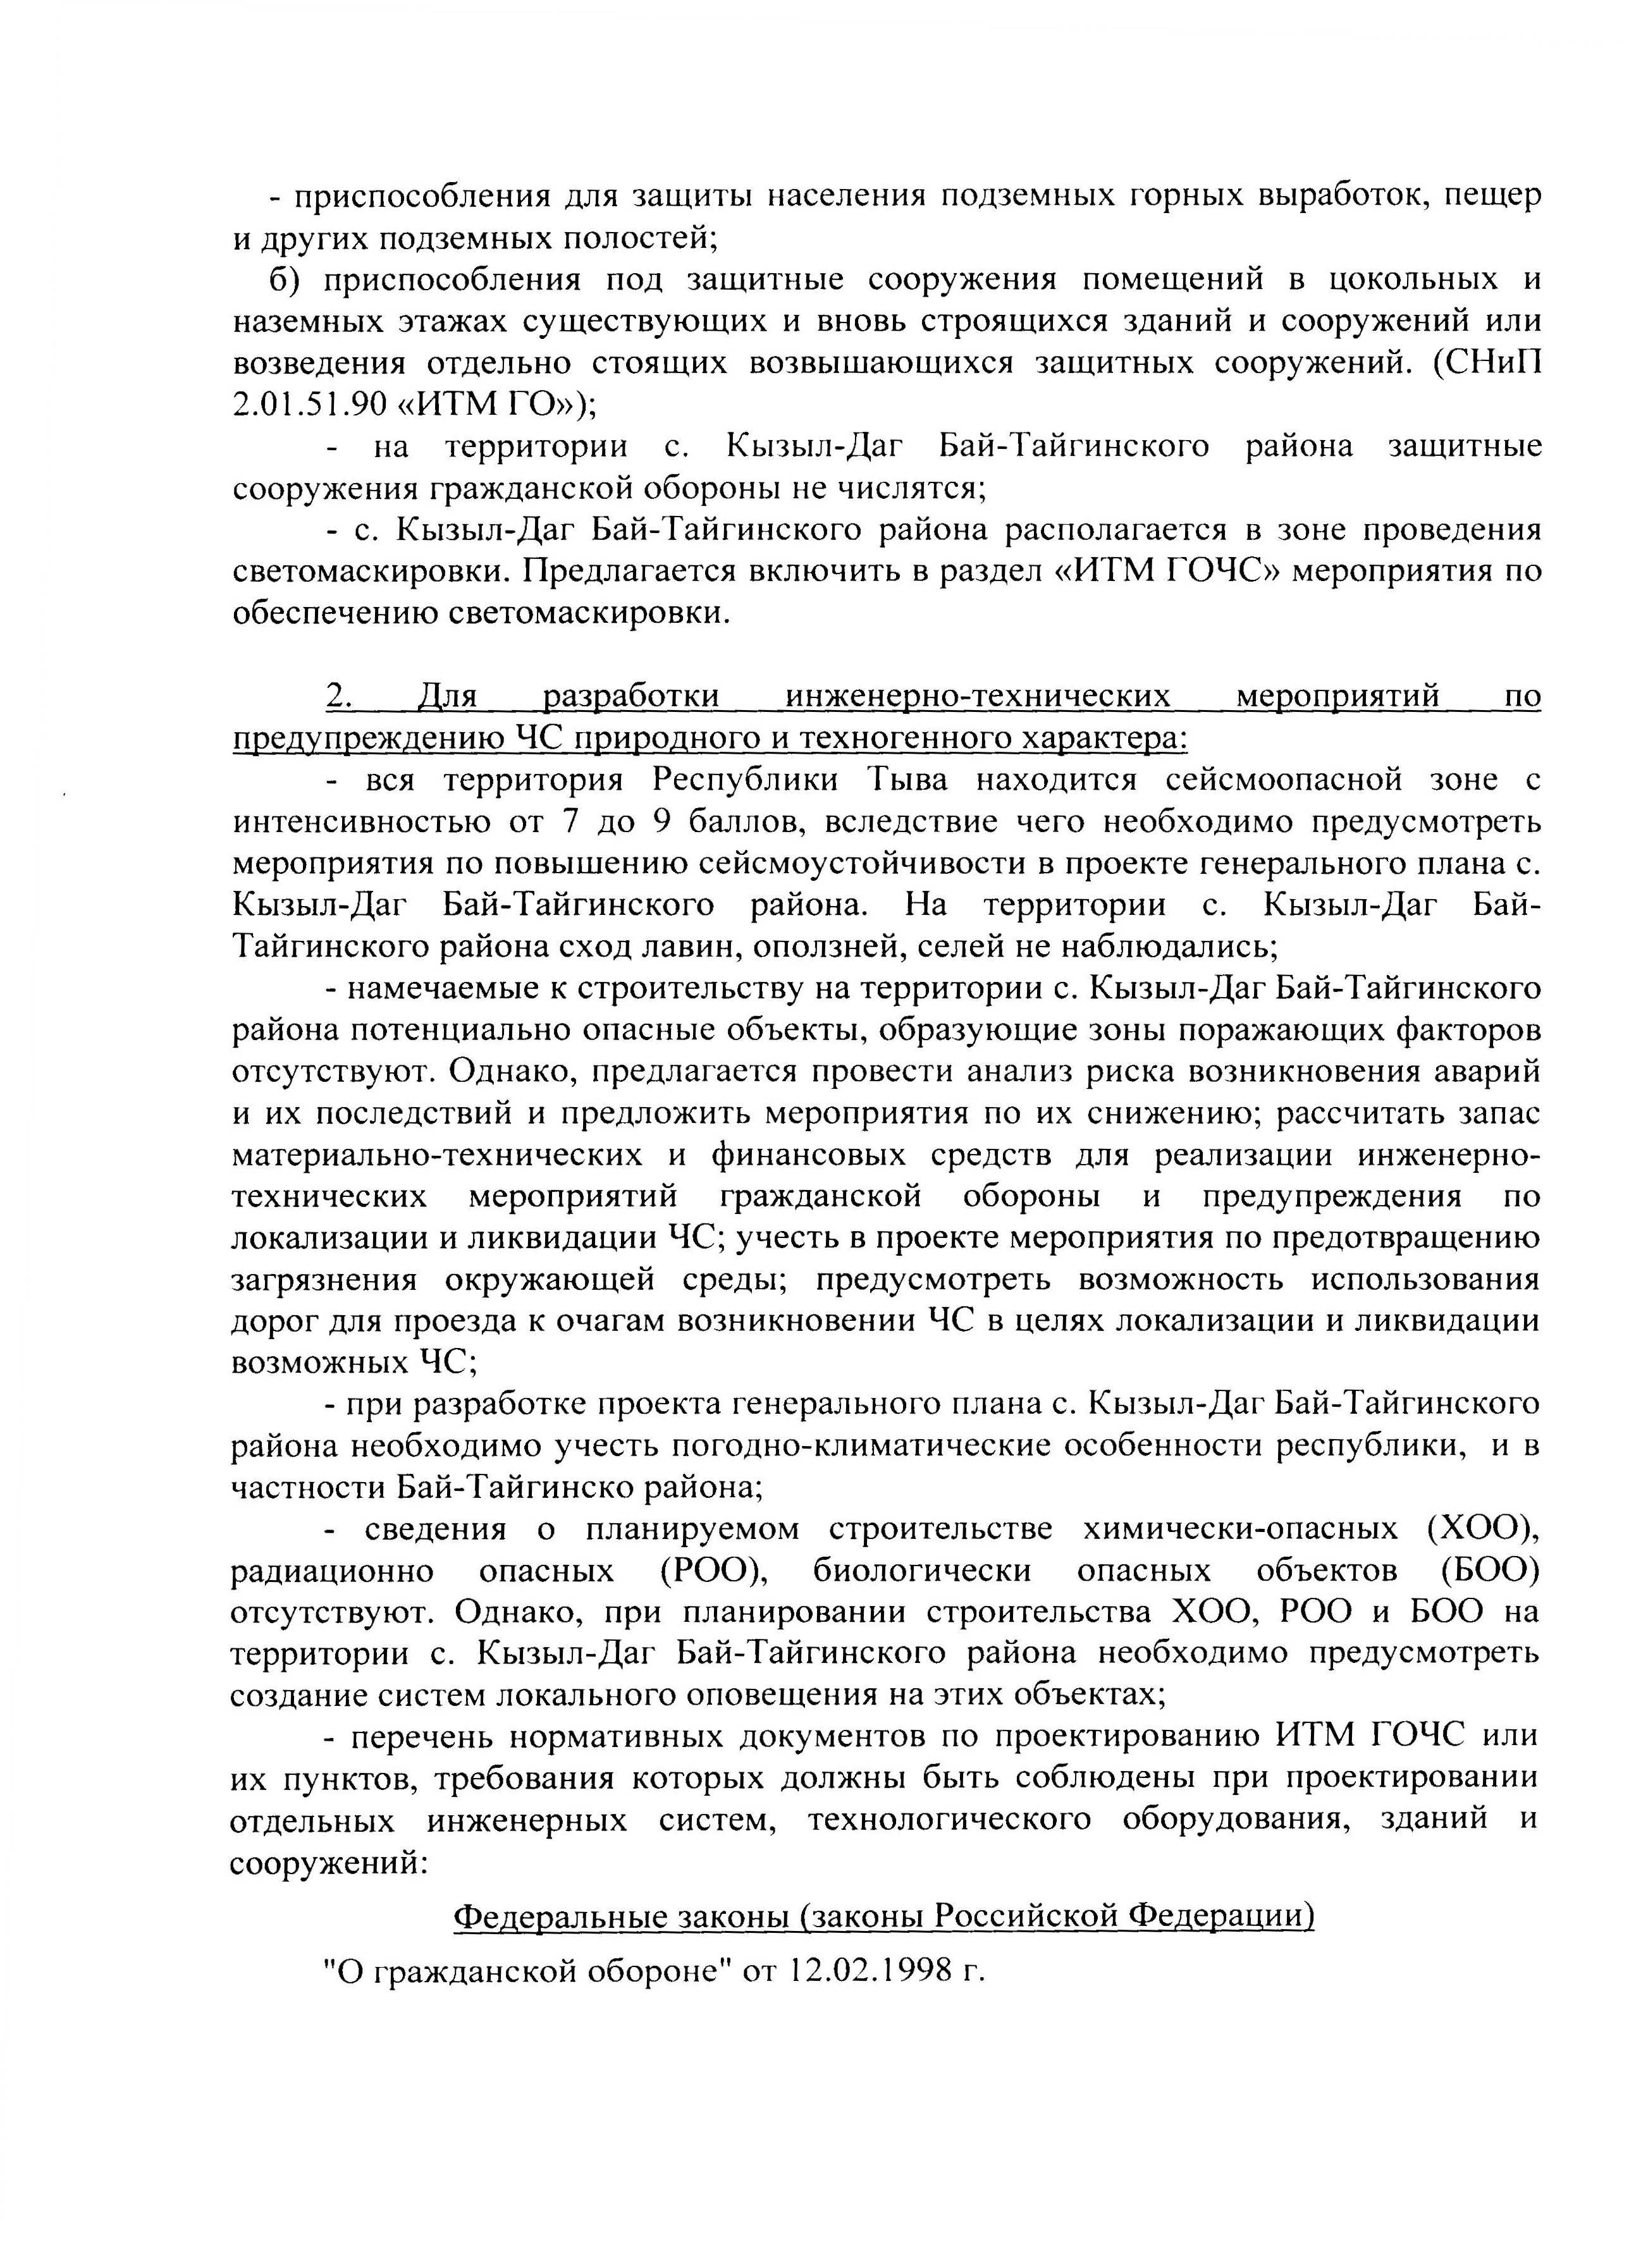 - приспособления для защиты населения подземных горных выработок, пещер
и других подземных полостей;
б) приспособления под защитные сооружения помещений в цокольных и
наземных этажах существующих и вновь строящихся зданий и сооружений или
возведения отдельно стоящих возвышающихся защитных сооружений. (СНиП
2.01.51.90 «ИТМ ГО»);
- на территории с. Кызыл-Даг Бай-Тайгинского района защитные
сооружения гражданской обороны не числятся;
- с. Кызыл-Даг Бай-Тайгинского района располагается в зоне проведения
светомаскировки. Предлагается включить в раздел «ИТМ ГОЧС» мероприятия по
обеспечению светомаскировки.
2. Для разработки инженерно-технических мероприятий по
предупреждению ЧС природного и техногенного характера:
- вся территория Республики Тыва находится сейсмоопасной зоне с
интенсивностью от 7 до 9 баллов, вследствие чего необходимо предусмотреть
мероприятия по повышению сейсмоустойчивости в проекте генерального плана с.
Кызыл-Даг Бай-Тайгинского района. На территории с. Кызыл-Даг Бай-
Тайгинского района сход лавин, оползней, селей не наблюдались;
- намечаемые к строительству на территории с. Кызыл-Даг Бай-Тайгинского
района потенциально опасные объекты, образующие зоны поражающих факторов
отсутствуют. Однако, предлагается провести анализ риска возникновения аварий
и их последствий и предложить мероприятия по их снижению; рассчитать запас
материально-технических и финансовых средств для реализации инженерно-
технических мероприятий гражданской обороны и предупреждения по
локализации и ликвидации ЧС; учесть в проекте мероприятия по предотвращению
загрязнения окружающей среды; предусмотреть возможность использования
дорог для проезда к очагам возникновении ЧС в целях локализации и ликвидации
возможных ЧС;
- при разработке проекта генерального плана с. Кызыл-Даг Бай-Тайгинского
района необходимо учесть погодно-климатические особенности республики, и в
частности Бай-Тайгинско района;
- сведения о планируемом строительстве химически-опасных (ХОО),
радиационно опасных (РОО), биологически опасных объектов (БОО)
отсутствуют. Однако, при планировании строительства ХОО, РОО и БОО на
территории с. Кызыл-Даг Бай-Тайгинского района необходимо предусмотреть
создание систем локального оповещения на этих объектах;
- перечень нормативных документов по проектированию ИТМ ГОЧС или
их пунктов, требования которых должны быть соблюдены при проектировании
отдельных инженерных систем, технологического оборудования, зданий и
сооружений:
Федеральные законы (законы Российской Федерации)
"О гражданской обороне" от 12.02.1998 г.